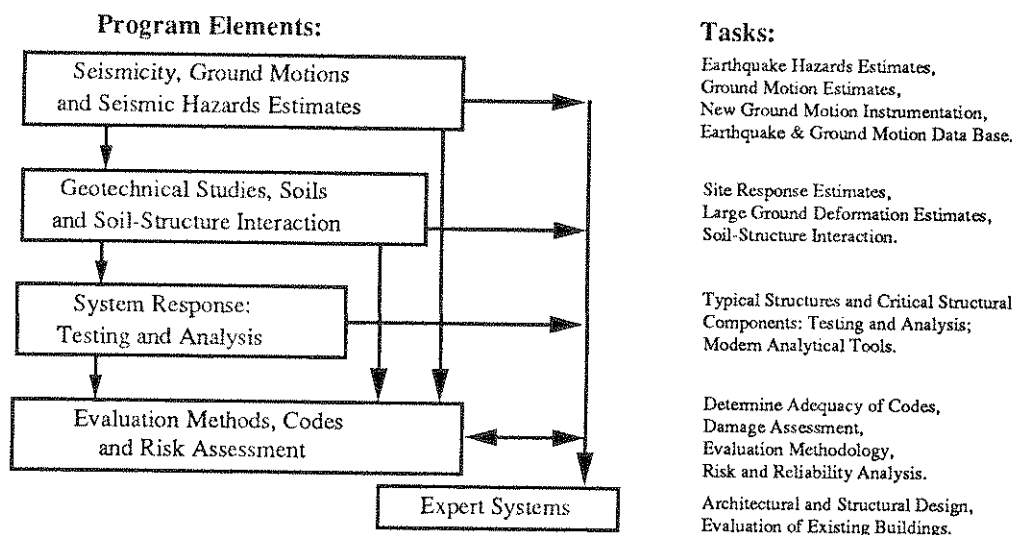 Program Elements:
Seismicity, Ground Motions
and Seismic Hazards Estimates
Geotechnical Studies, Soils
and Soil-Structure Interaction
System Response:
Testing and Analysis
Evaluation Methods, Codes
and Risk Assessment
Expert Systems
Tasks:
Earthquake Hazards Estimates,
Ground Motion Estimates,
New Ground Motion Instrumentation,
Earthquake & Ground Motion Data Base.
Site Response Estimates,
Large Ground Deformation Estimates,
Soil-Structure Interaction.
Typical Structures and Critical Structural
Components: Testing and Analysis;
Modern Analytical Tools.
Determine Adequacy of Codes,
Damage Assessment,
Evaluation Methodology,
Risk and Reliability Analysis.
Architectural and Structural Design,
Evaluation of Existing Buildings.